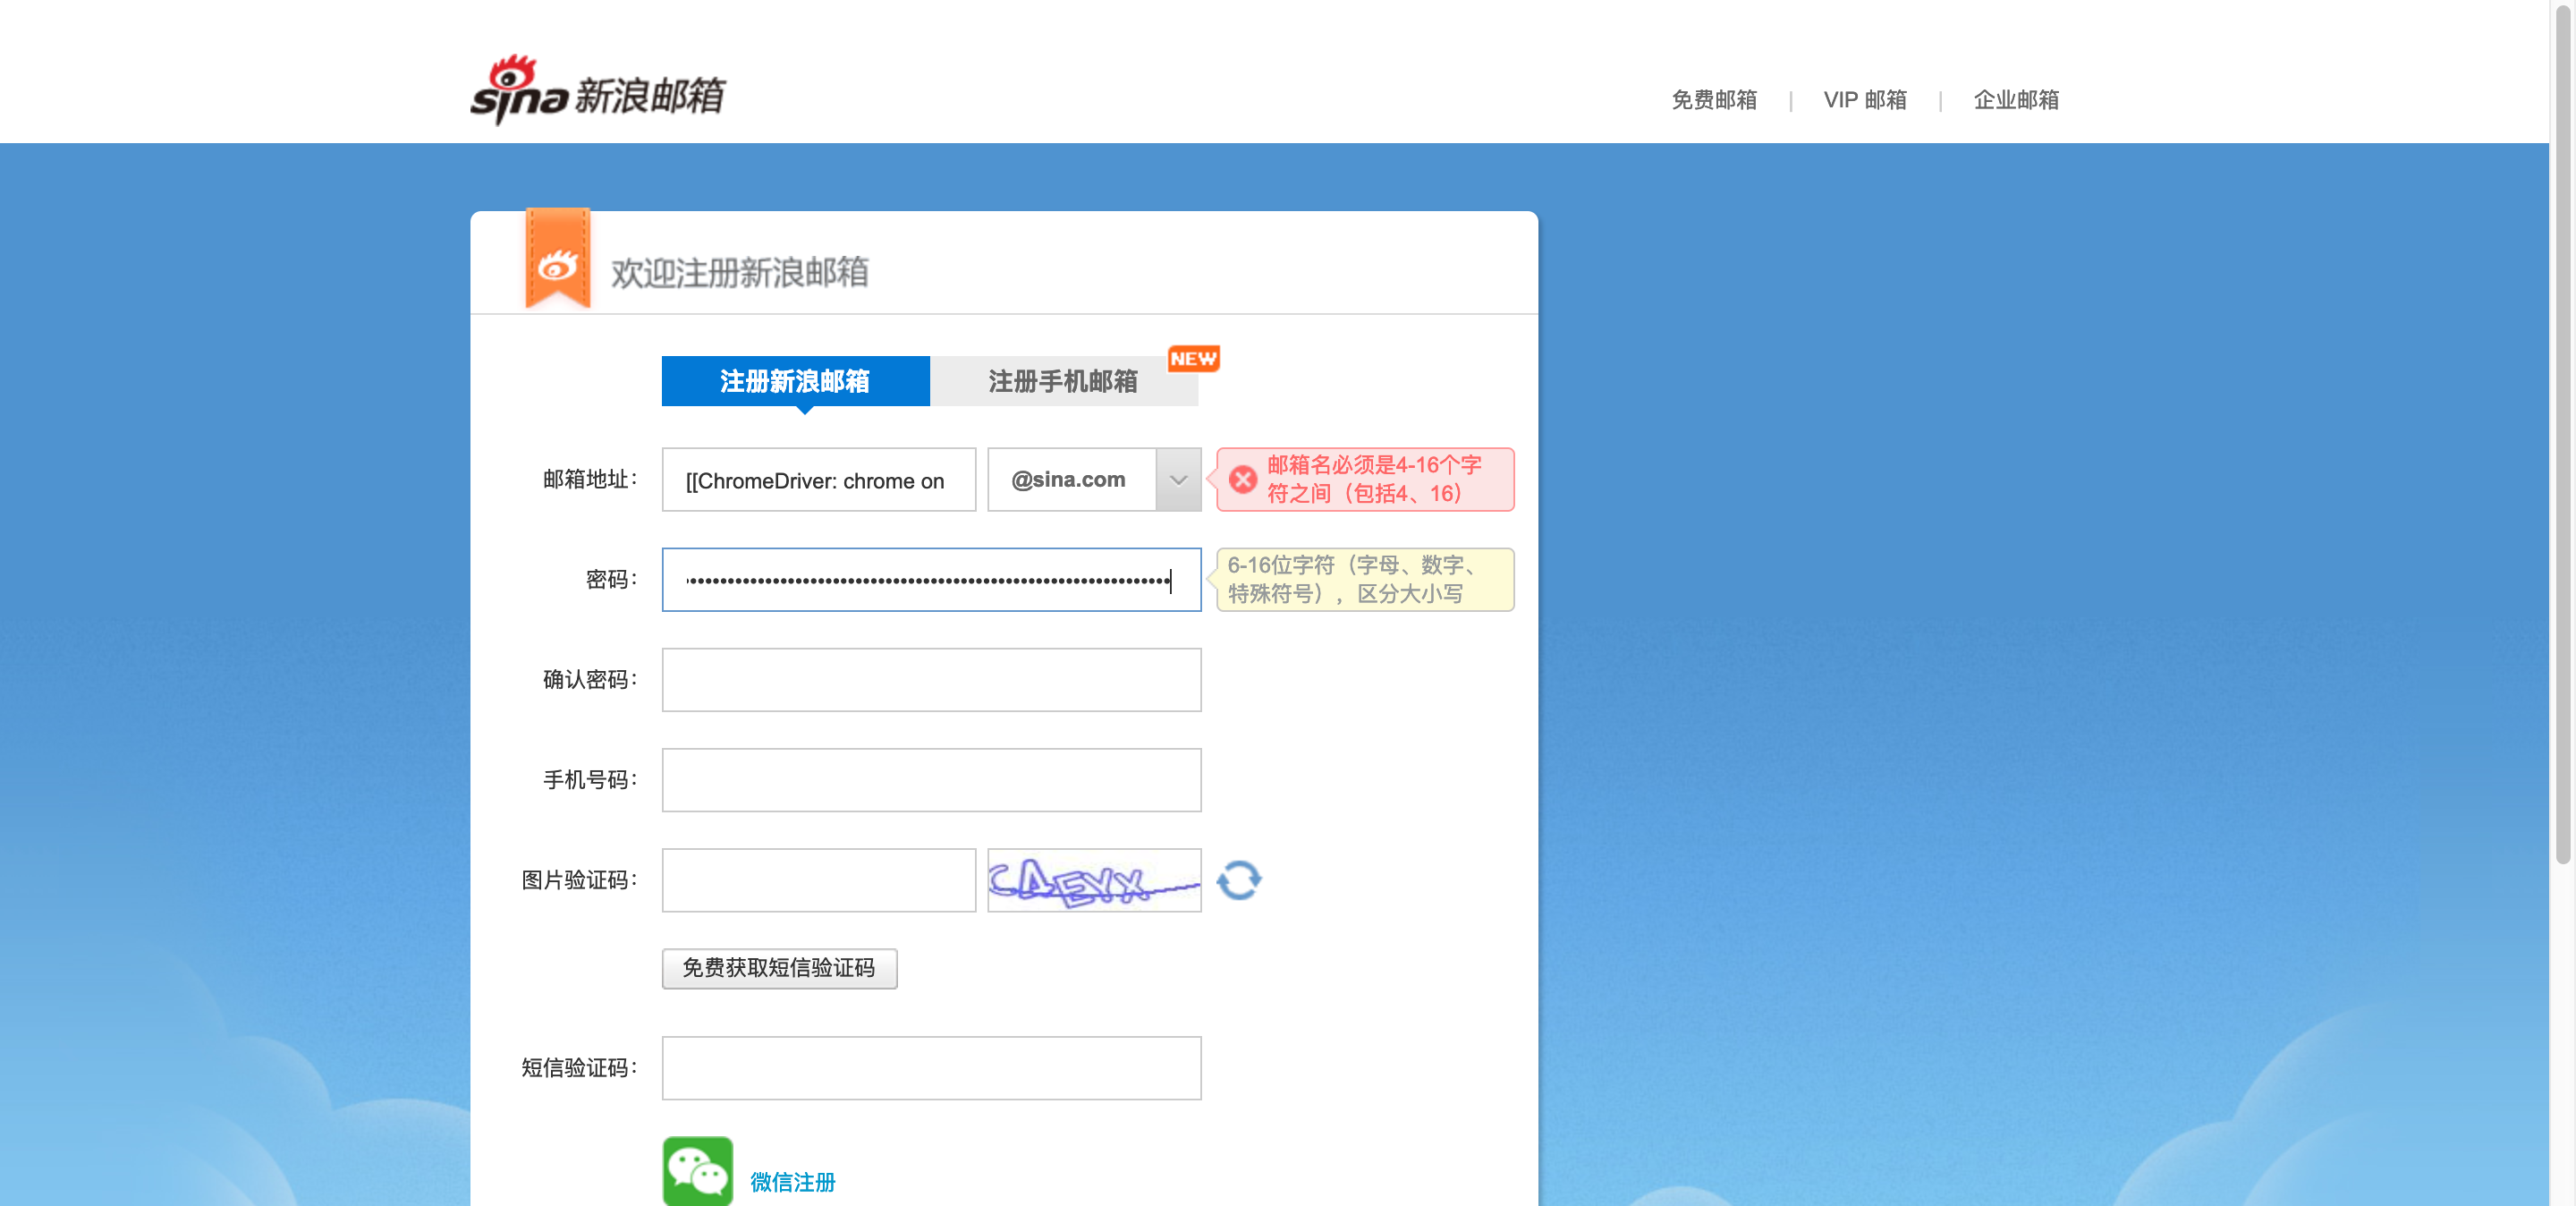 sina 新浪邮箱
免费邮箱 | VIP 邮箱 | 企业邮箱
欢迎注册新浪邮箱
注册新浪邮箱
注册手机邮箱
NEW
邮箱地址：
[[ChromeDriver: chrome on
@sina.com
邮箱名必须是4-16个字
符之间（包括4、16）
密码：
6-16位字符（字母、数字、
特殊符号），区分大小写
确认密码：
手机号码：
图片验证码：
CAEYX
免费获取短信验证码
短信验证码：
微信注册